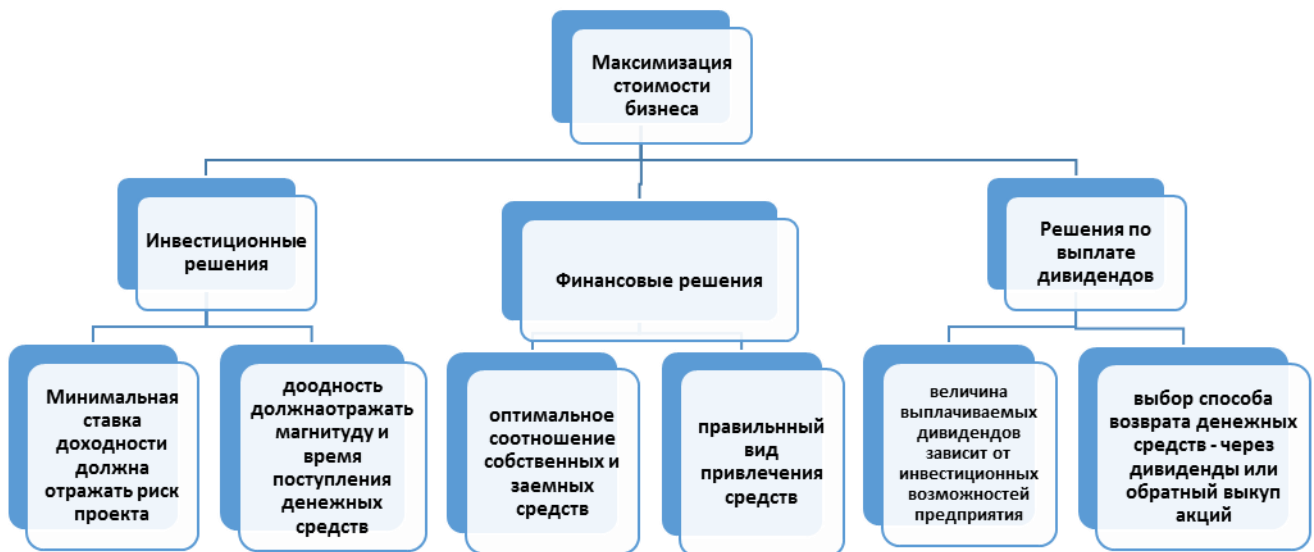 Максимизация
стоимости
бизнеса
Инвестиционные
решения
Финансовые решения
Решения по
выплате
дивидендов
Минимальная
ставка
доходности
должна
отражать риск
проекта
доодность
должнаотражать
магнитуду и
время
поступления
денежных
средств
оптимальное
соотношение
собственных и
заемных
средств
правильнный
вид
привлечения
средств
величина
выплачиваемых
дивидендов
зависит от
инвестиционных
возможностей
предприятия
выбор способа
возврата денежных
средств - через
дивиденды или
обратный выкуп
акций